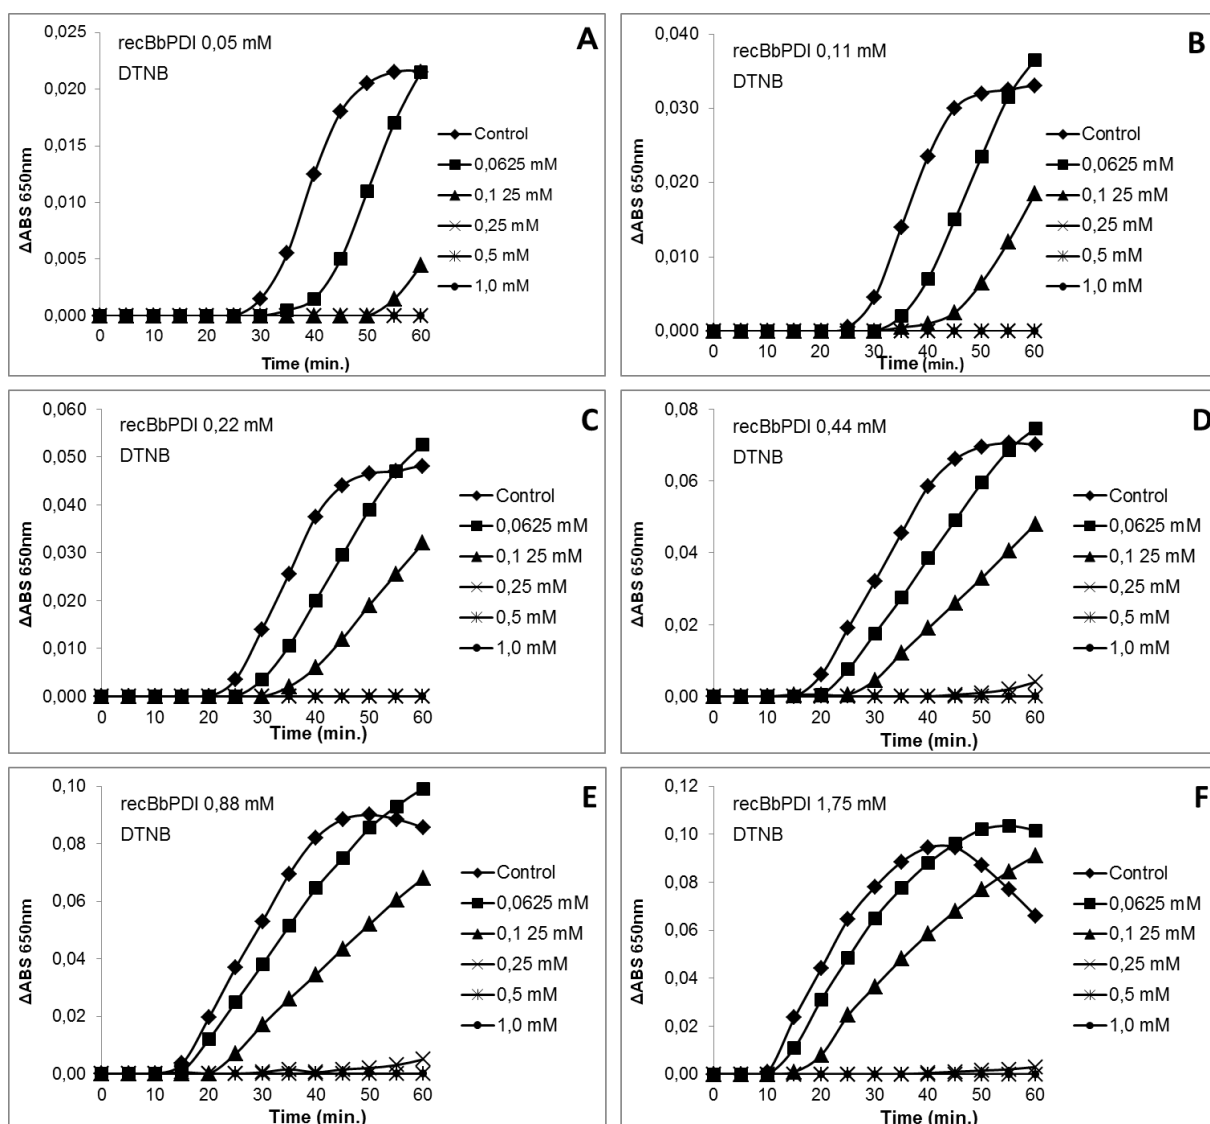 recBbPDI 0,05 mM
DTNB
A
ΔABS 650nm
0,025
0,020
0,015
0,010
0,005
0,000
0 10 20 30 40 50 60
Time (min.)
Control
0,0625 mM
0,1 25 mM
0,25 mM
0,5 mM
1,0 mM
recBbPDI 0,11 mM
DTNB
B
ΔABS 650nm
0,040
0,030
0,020
0,010
0,000
0 10 20 30 40 50 60
Time (min.)
Control
0,0625 mM
0,1 25 mM
0,25 mM
0,5 mM
1,0 mM
recBbPDI 0,22 mM
DTNB
C
ΔABS 650nm
0,060
0,050
0,040
0,030
0,020
0,010
0,000
0 10 20 30 40 50 60
Time (min.)
Control
0,0625 mM
0,1 25 mM
0,25 mM
0,5 mM
1,0 mM
recBbPDI 0,44 mM
DTNB
D
ΔABS 650nm
0,08
0,06
0,04
0,02
0,00
0 10 20 30 40 50 60
Time (min.)
Control
0,0625 mM
0,1 25 mM
0,25 mM
0,5 mM
1,0 mM
recBbPDI 0,88 mM
DTNB
E
ΔABS 650nm
0,10
0,08
0,06
0,04
0,02
0,00
0 10 20 30 40 50 60
Time (min.)
Control
0,0625 mM
0,1 25 mM
0,25 mM
0,5 mM
1,0 mM
recBbPDI 1,75 mM
DTNB
F
ΔABS 650nm
0,12
0,10
0,08
0,06
0,04
0,02
0,00
0 10 20 30 40 50 60
Time (min.)
Control
0,0625 mM
0,1 25 mM
0,25 mM
0,5 mM
1,0 mM